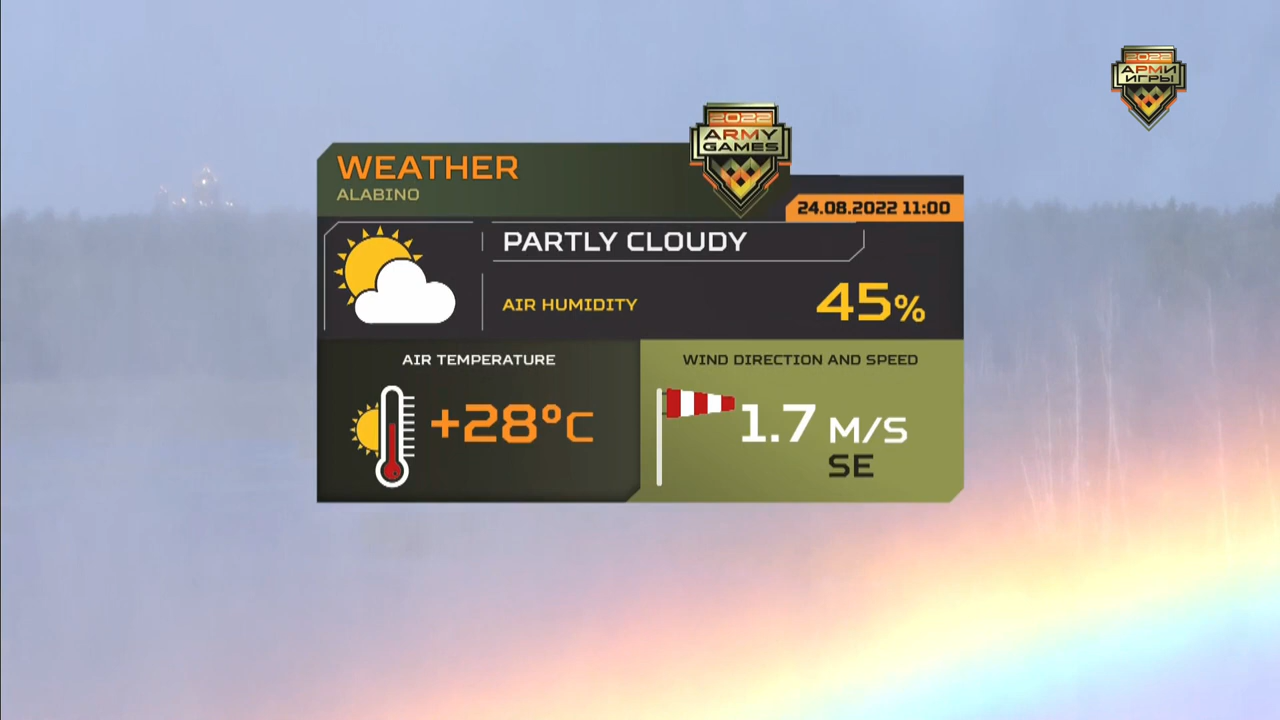 2022
АРМИ
ИГРЫ
2022
ARMY
GAMES
WEATHER
ALABINO
24.08.2022 11:00
PARTLY CLOUDY
AIR HUMIDITY 45%
AIR TEMPERATURE
+28°C
WIND DIRECTION AND SPEED
1.7 M/S
SE